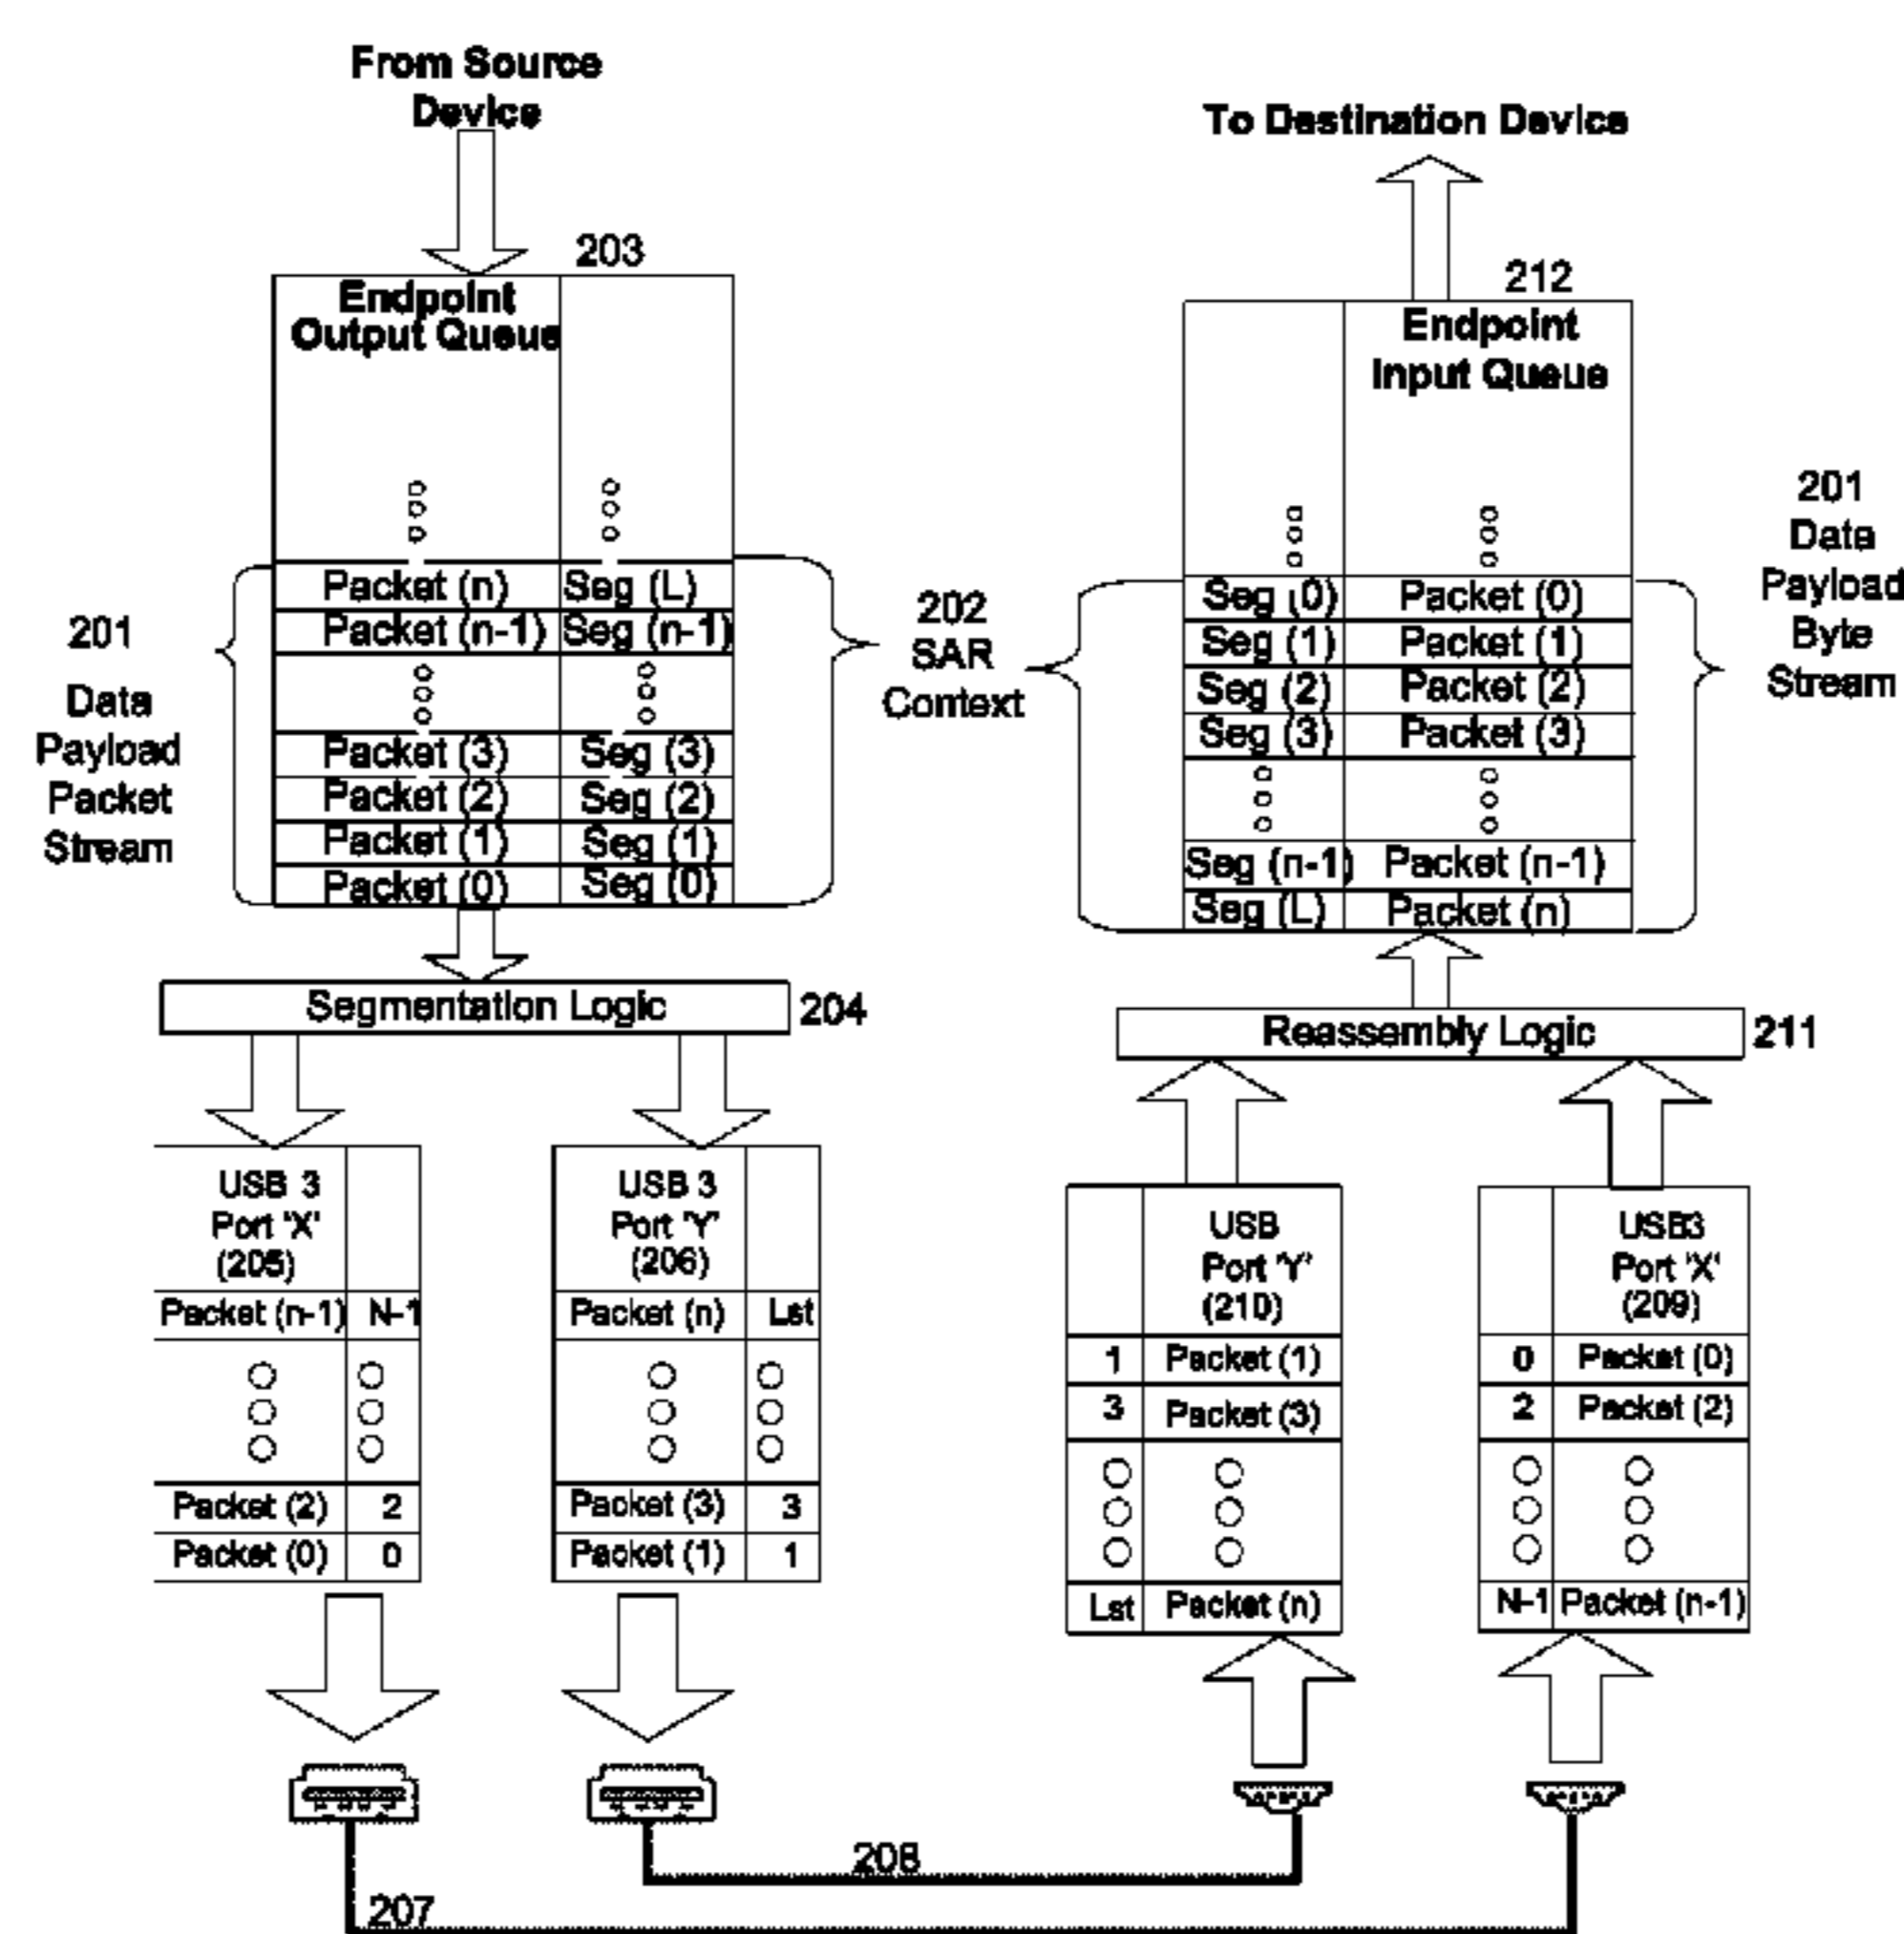 From Source
Device
203
Endpoint
Output Queue
Packet (n) Seg (L)
Packet (n-1) Seg (n-1)
Packet (3) Seg (3)
Packet (2) Seg (2)
Packet (1) Seg (1)
Packet (0) Seg (0)
201
Data
Payload
Packet
Stream
202
SAR
Context
To Destination Device
212
Endpoint
Input Queue
Seg (0) Packet (0)
Seg (1) Packet (1)
Seg (2) Packet (2)
Seg (3) Packet (3)
Seg (n-1) Packet (n-1)
Seg (L) Packet (n)
201
Data
Payload
Byte
Stream
Segmentation Logic 204
Reassembly Logic 211
USB 3
Port 'X'
(205)
Packet (n-1) N-1
Packet (2) 2
Packet (0) 0
USB 3
Port 'Y'
(206)
Packet (n) Lst
Packet (3) 3
Packet (1) 1
USB
Port 'Y'
(210)
1 Packet (1)
3 Packet (3)
Lst Packet (n)
USB3
Port 'X'
(209)
0 Packet (0)
2 Packet (2)
N-1 Packet (n-1)
208
207